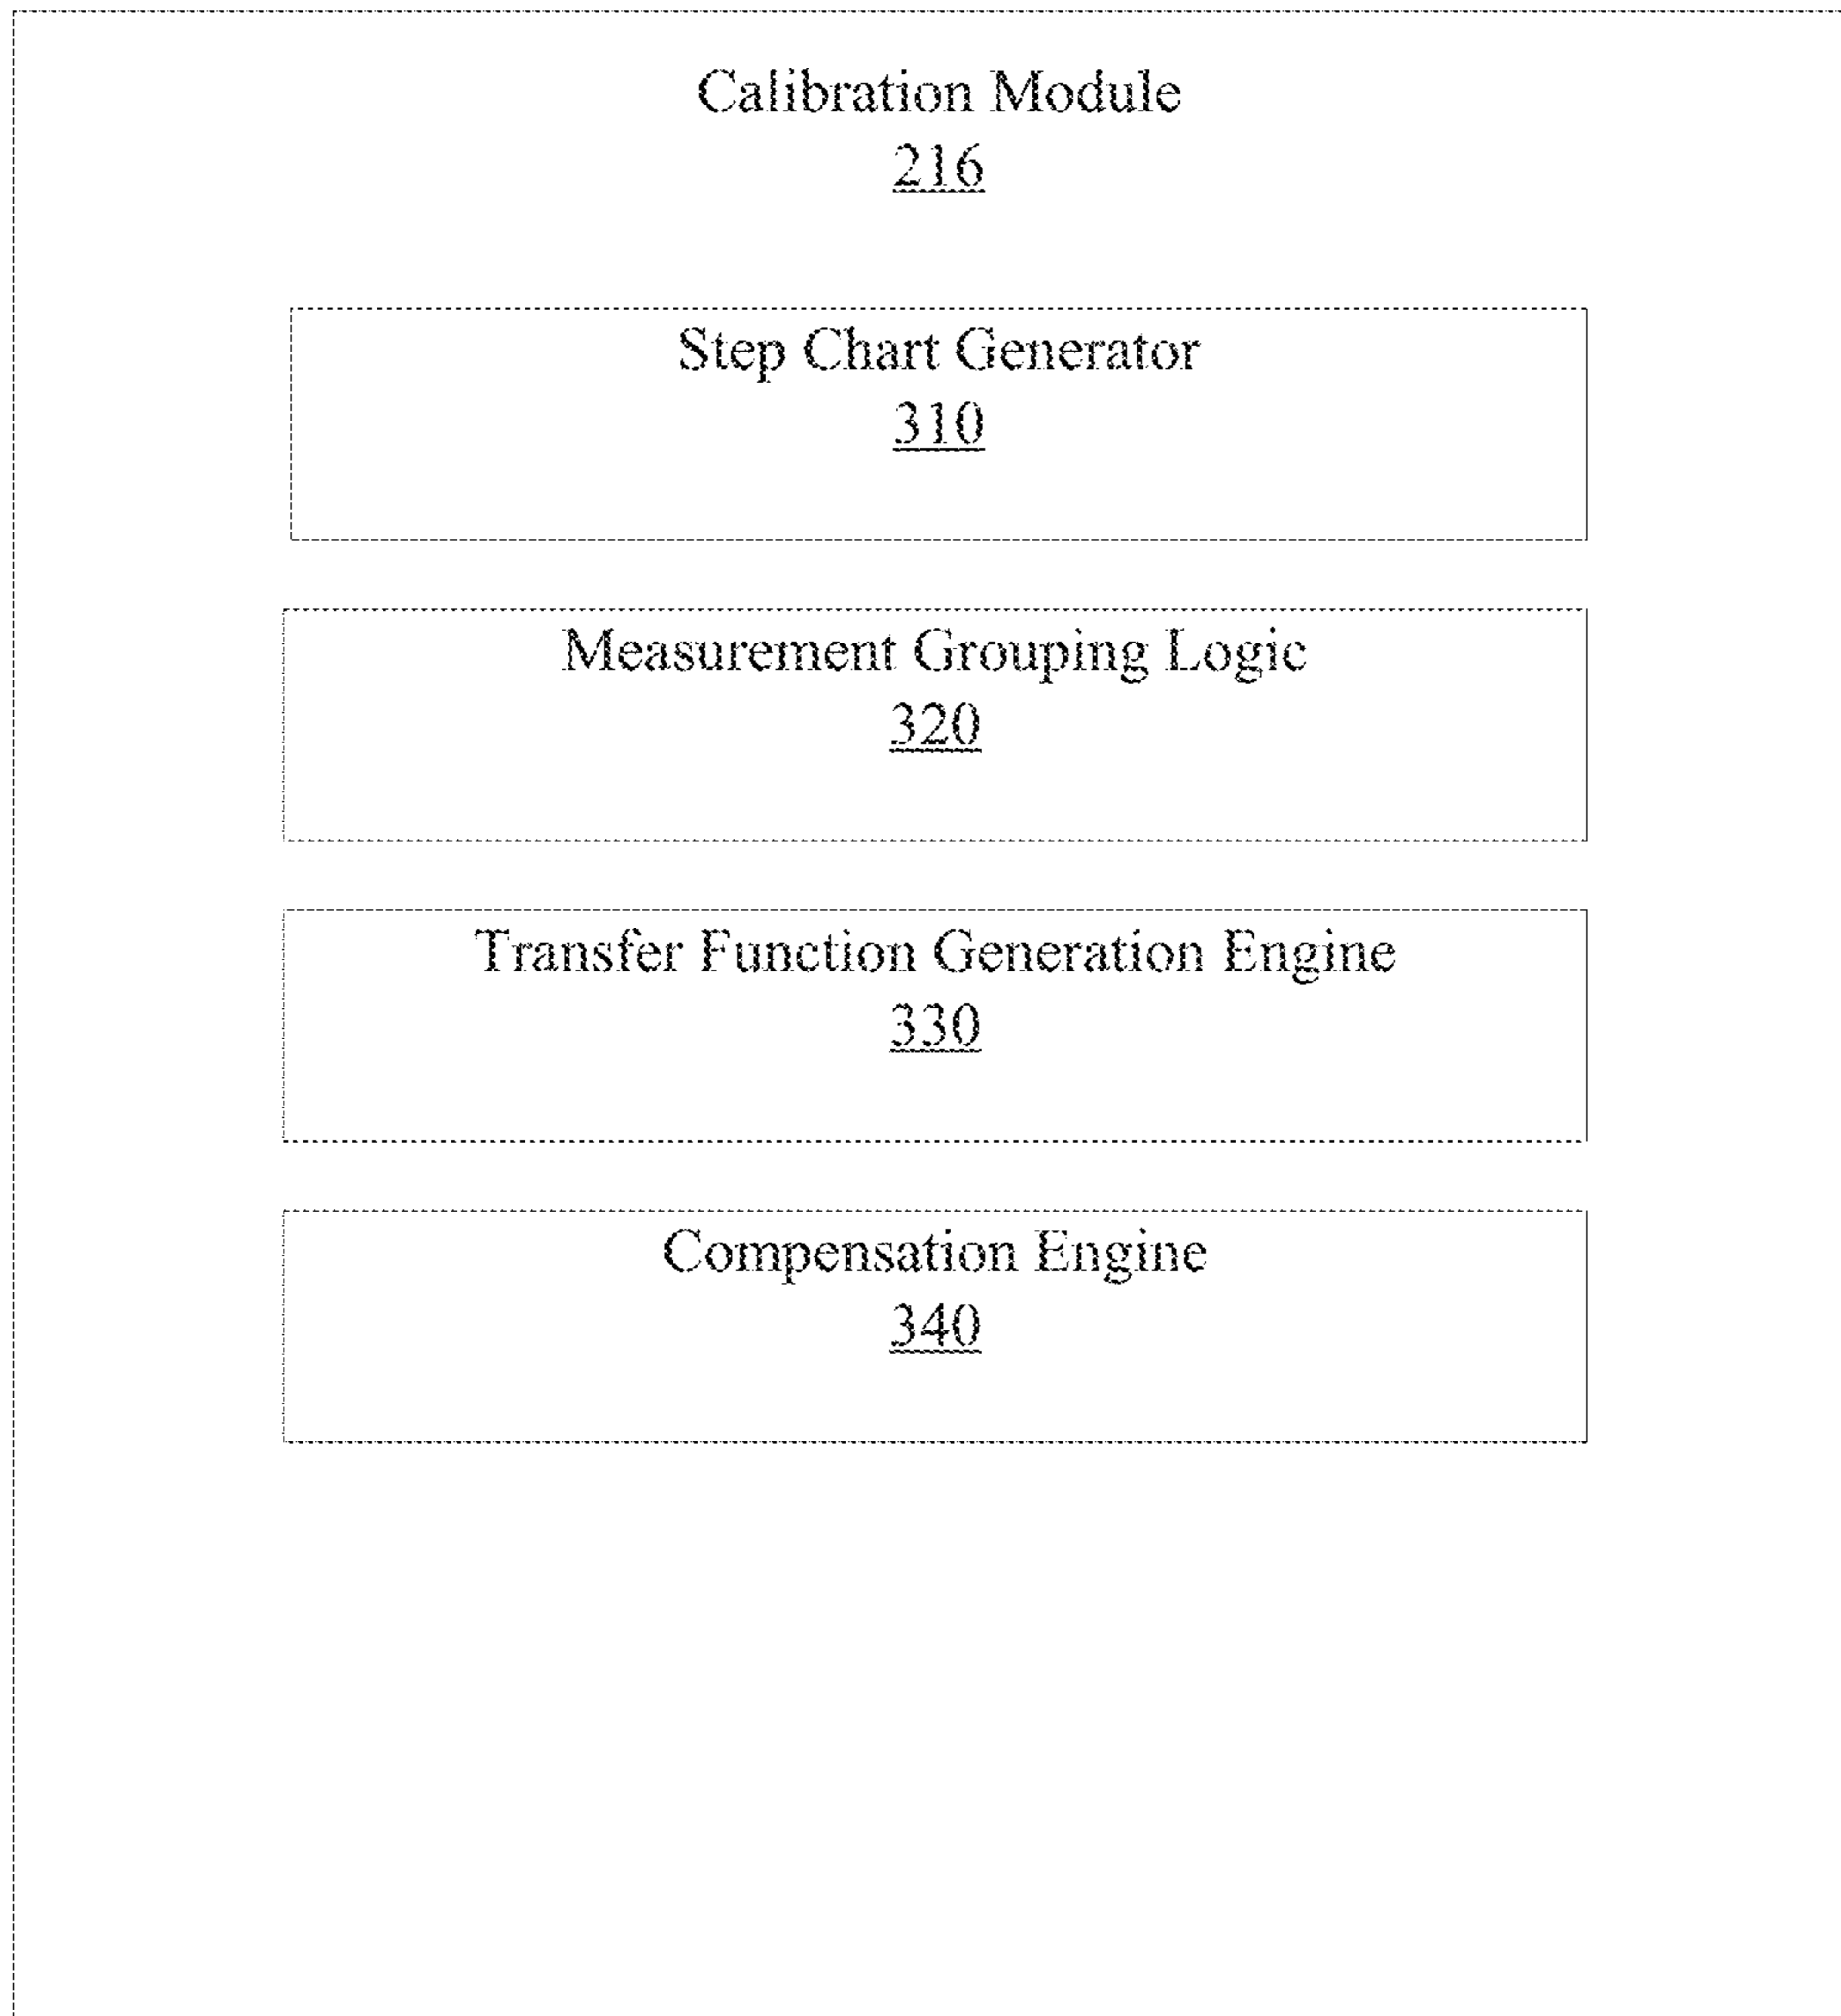 Calibration Module
216
Step Chart Generator
310
Measurement Grouping Logic
320
Transfer Function Generation Engine
330
Compensation Engine
340